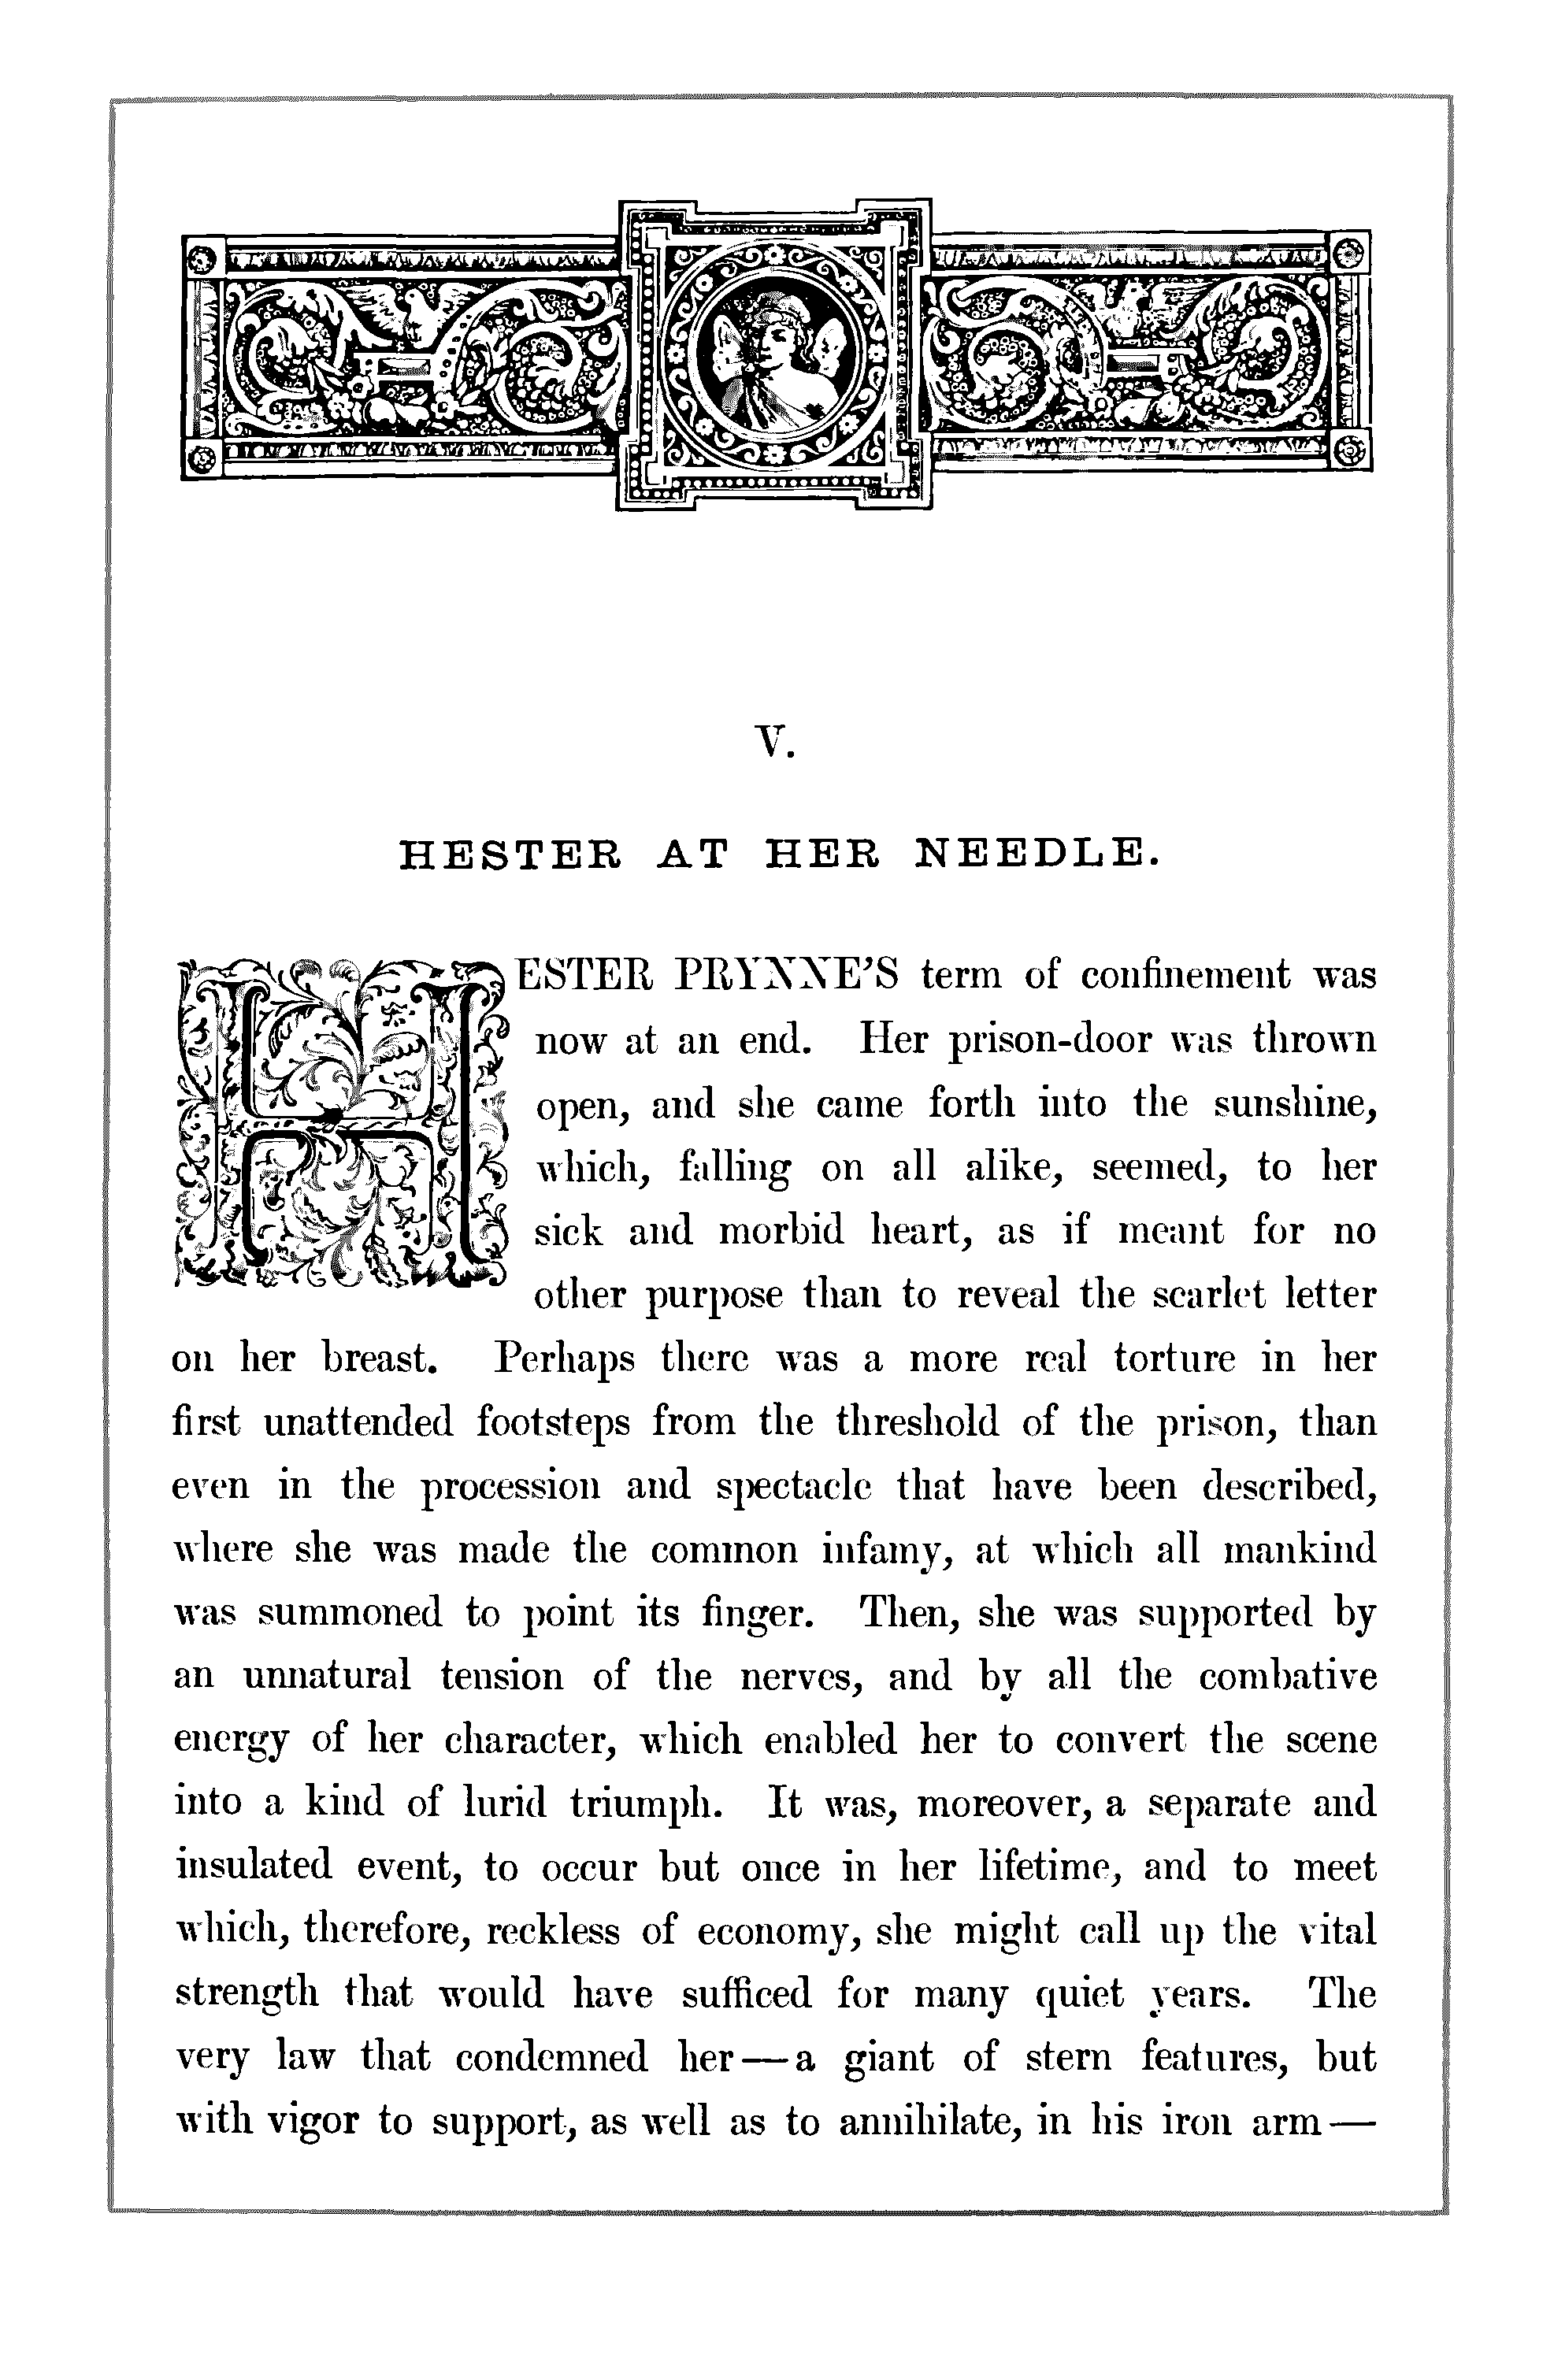 V.
HESTER AT HER NEEDLE.
HESTER PRYNNE'S term of confinement was
now at an end. Her prison-door was thrown
open, and she came forth into the sunshine,
which, falling on all alike, seemed, to her
sick and morbid heart, as if meant for no
other purpose than to reveal the scarlet letter
on her breast. Perhaps there was a more real torture in her
first unattended footsteps from the threshold of the prison, than
even in the procession and spectacle that have been described,
where she was made the common infamy, at which all mankind
was summoned to point its finger. Then, she was supported by
an unnatural tension of the nerves, and by all the combative
energy of her character, which enabled her to convert the scene
into a kind of lurid triumph. It was, moreover, a separate and
insulated event, to occur but once in her lifetime, and to meet
which, therefore, reckless of economy, she might call up the vital
strength that would have sufficed for many quiet years. The
very law that condemned her — a giant of stern features, but
with vigor to support, as well as to annihilate, in his iron arm —